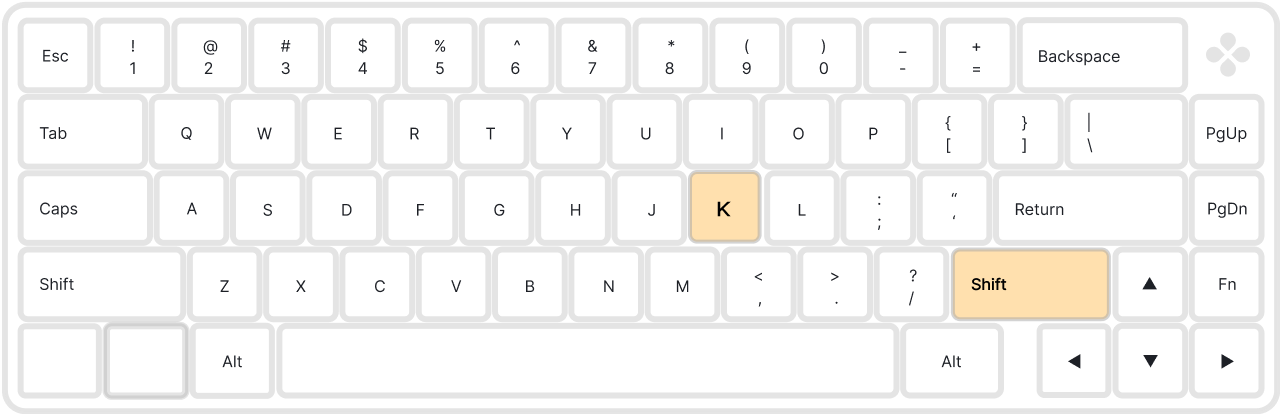 Esc ! @ # $ % ^ & * ( ) _ + Backspace
1 2 3 4 5 6 7 8 9 0 - =
Tab Q W E R T Y U I O P { } | PgUp
[ ] \
Caps A S D F G H J K L : “ Return PgDn
; ‘
Shift Z X C V B N M < > ? Shift ▲ Fn
, . /
Alt Alt ◀ ▼ ▶